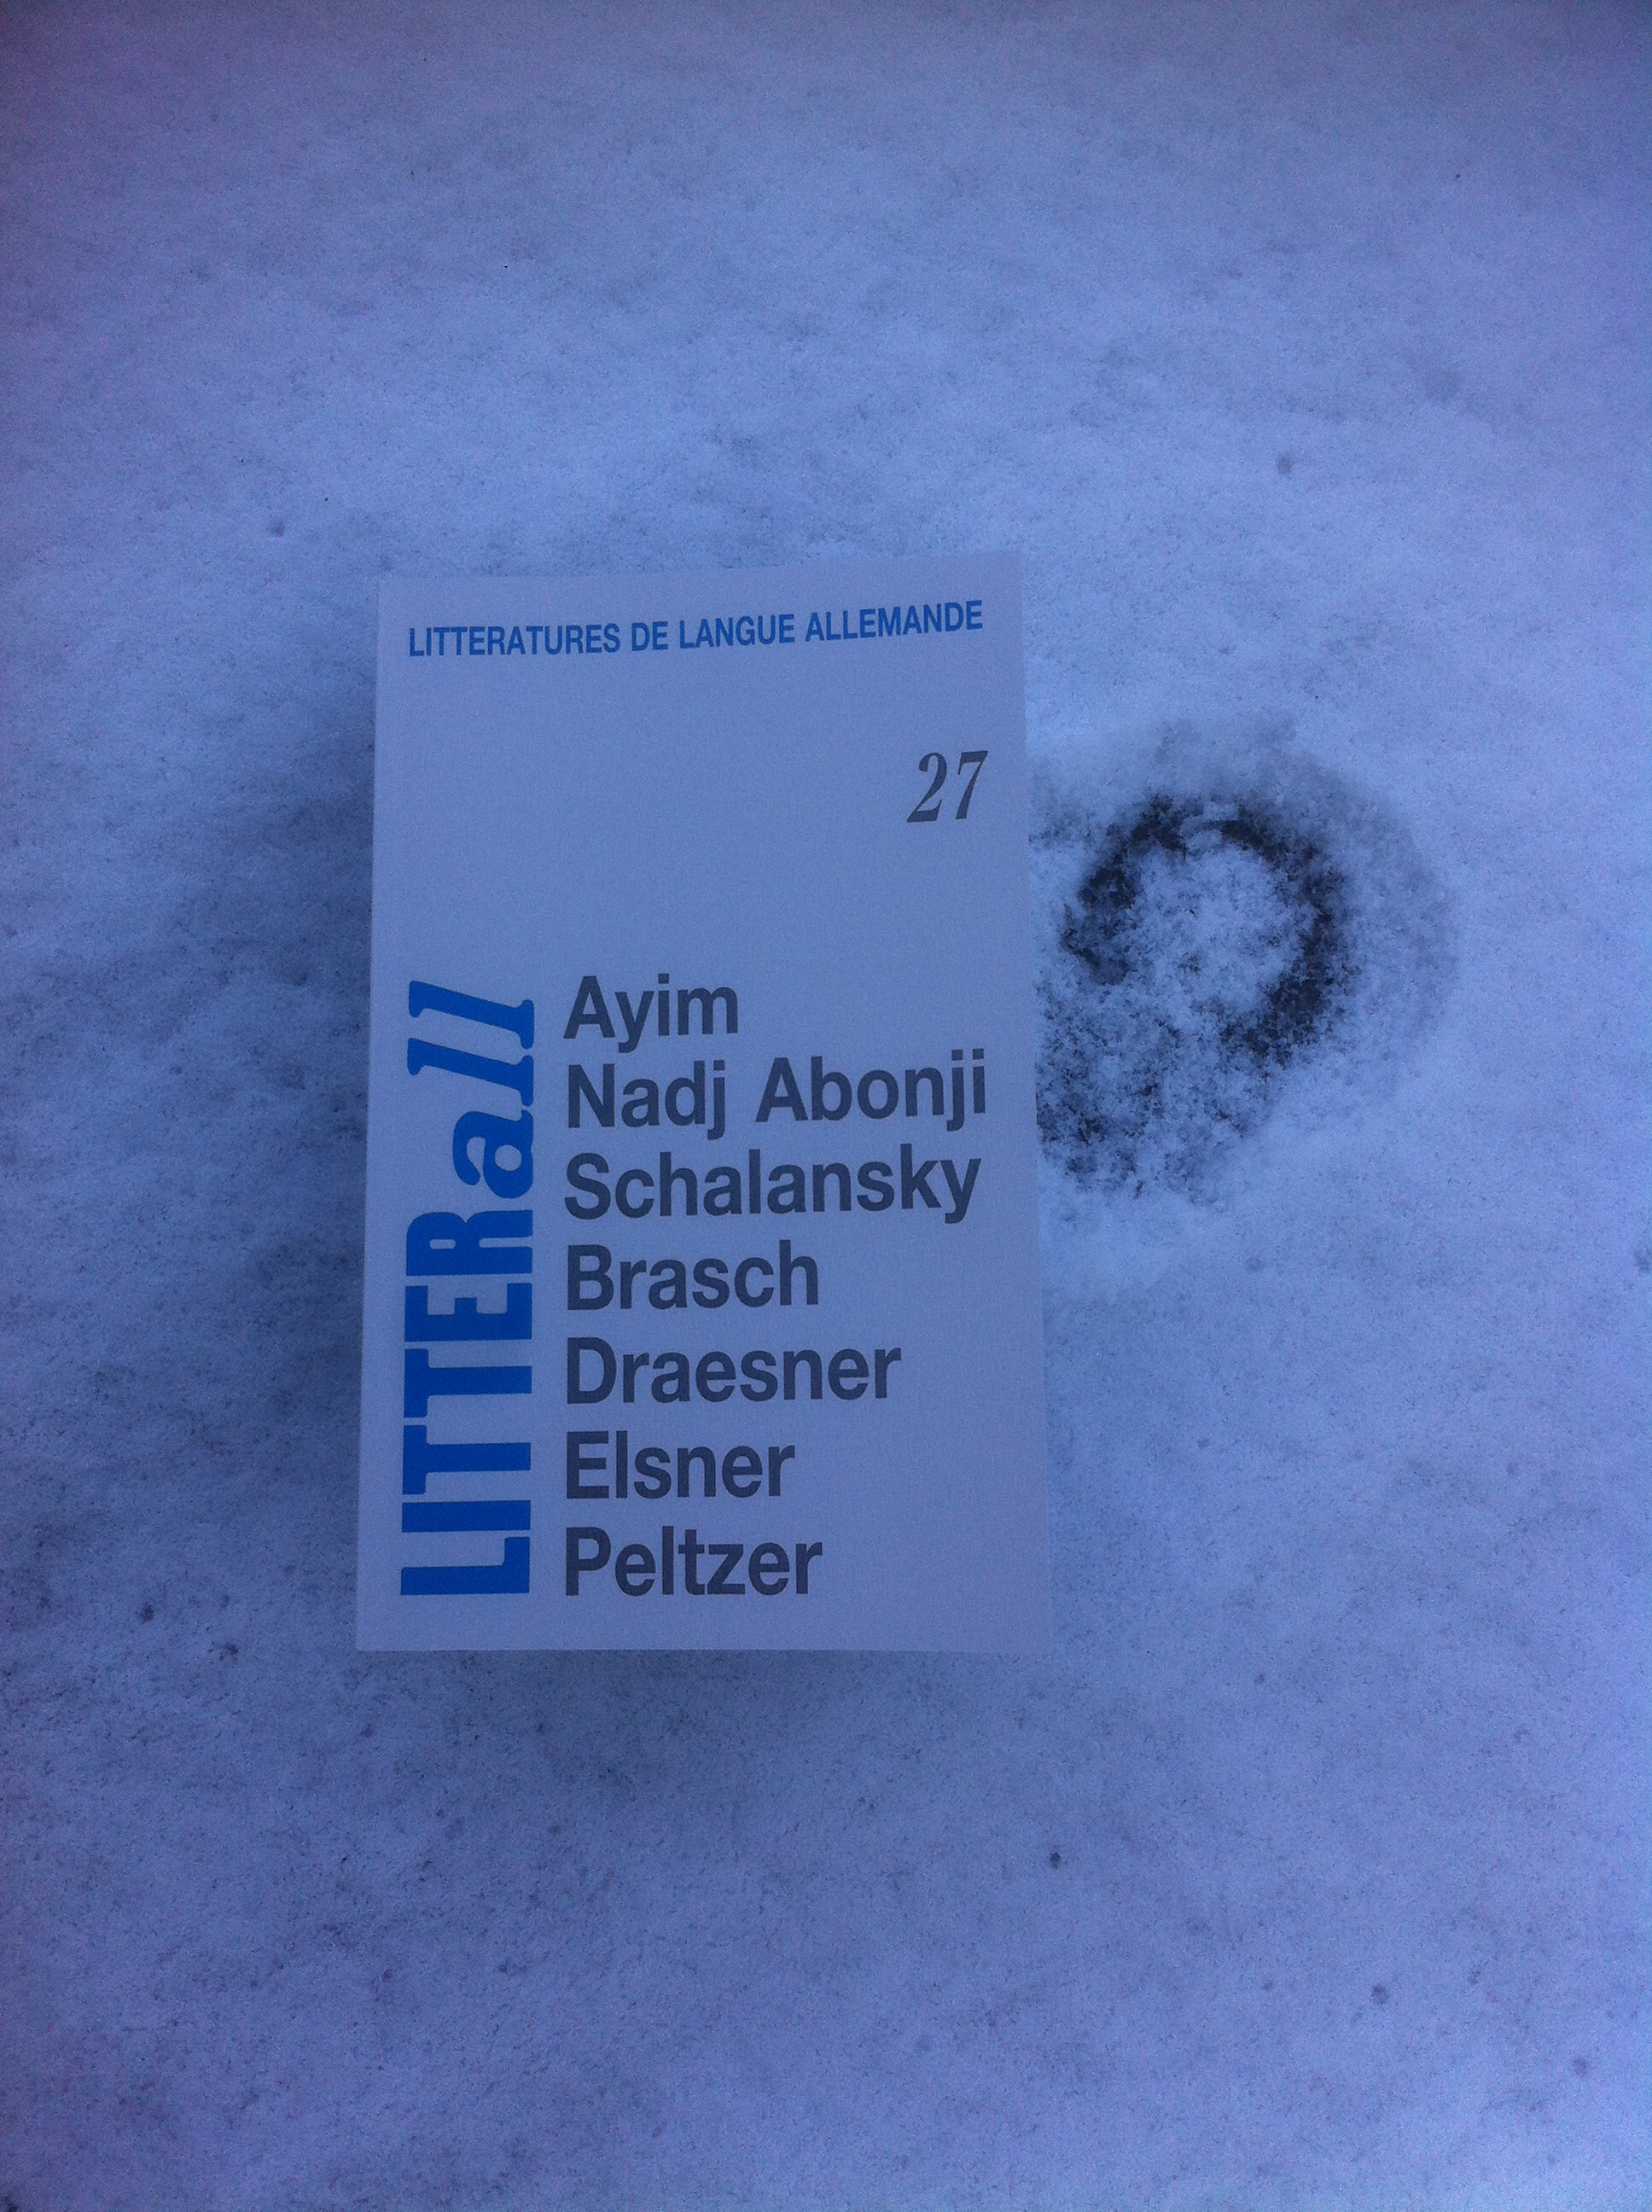 LITTERATURES DE LANGUE ALLEMANDE
27
LITTERall
Ayim
Nadj Abonji
Schalansky
Brasch
Draesner
Elsner
Peltzer